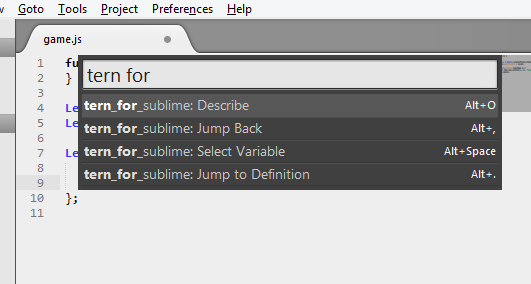 w Goto Tools Project Preferences Help
game.js
tern for
1 fu
2 }
tern_for_sublime: Describe Alt+O
4 Le
tern_for_sublime: Jump Back Alt+,
5 Le
6
tern_for_sublime: Select Variable Alt+Space
7 Le
8
tern_for_sublime: Jump to Definition Alt+.
9
10 };
11